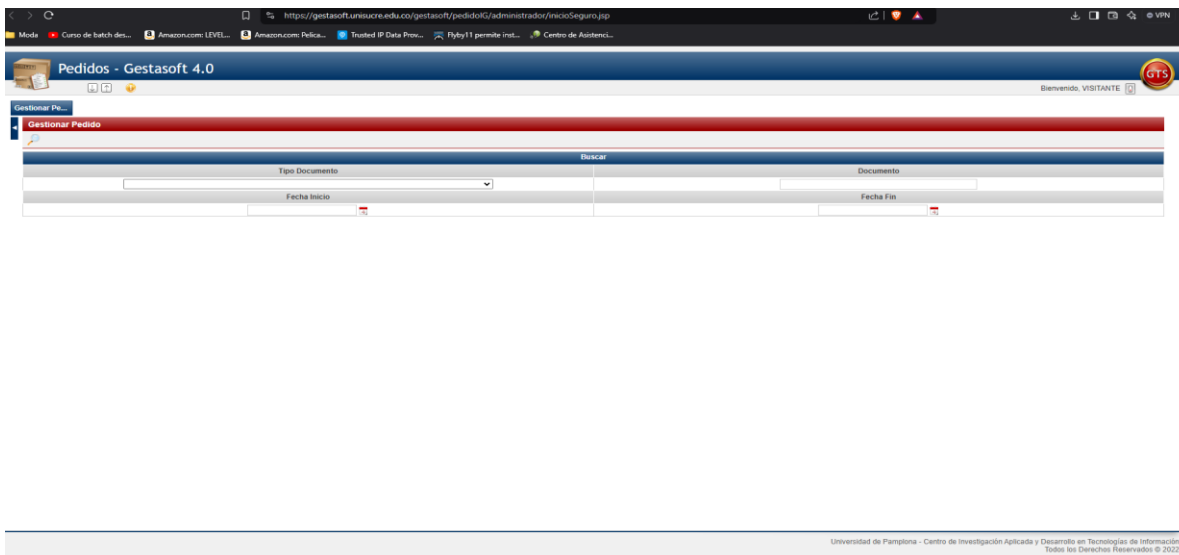 https://gestasoft.unisucre.edu.co/gestasoft/pedidoIG/administrador/inicioSeguro.jsp
VPN
Moda Curso de batch des... Amazon.com: LEVEL... Amazon.com: Pelica... Trusted IP Data Prov... Flyby11 permite inst... Centro de Asistenci...
Pedidos - Gestasoft 4.0
GTS
Bienvenido, VISITANTE
Gestionar Pe...
Gestionar Pedido
Buscar
Tipo Documento Documento
Fecha Inicio Fecha Fin
Universidad de Pamplona - Centro de Investigación Aplicada y Desarrollo en Tecnologías de Información
Todos los Derechos Reservados © 2022